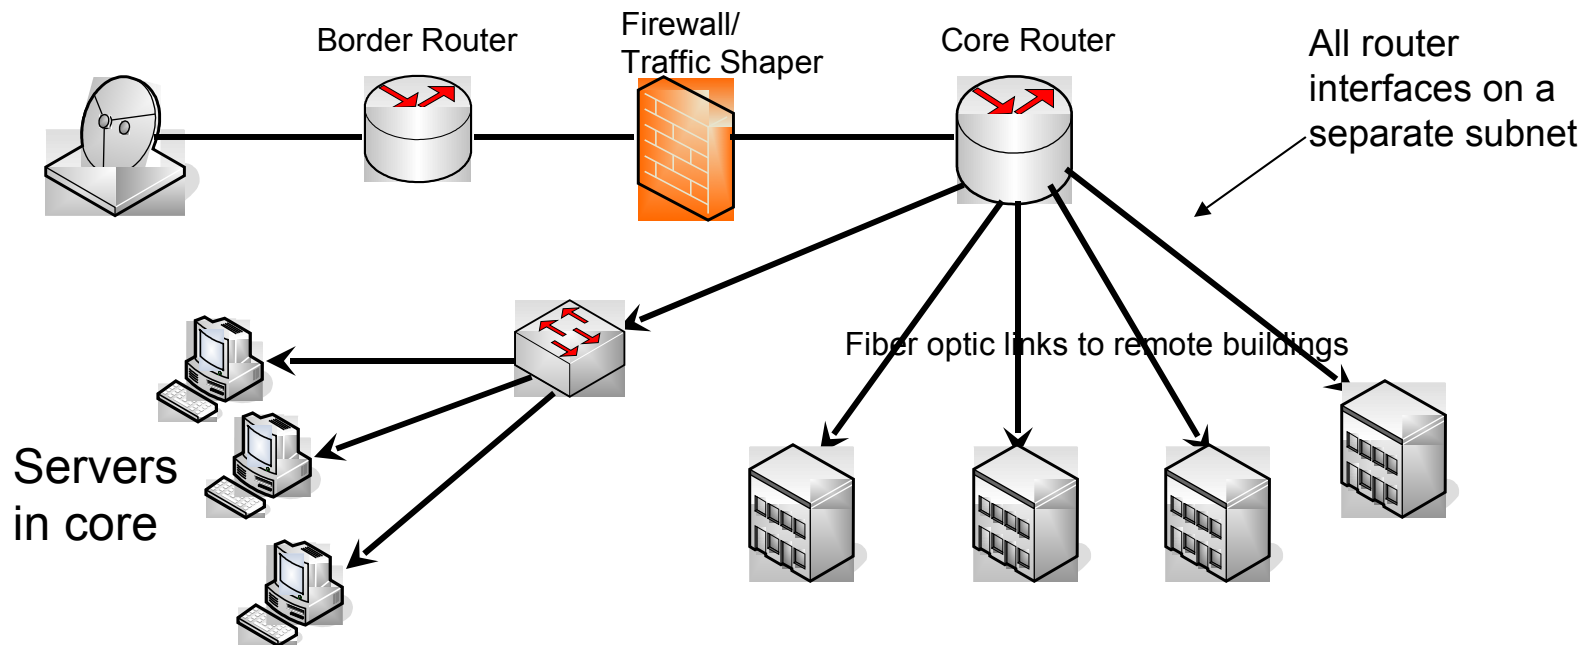 Border Router
Firewall/
Traffic Shaper
Core Router
All router
interfaces on a
separate subnet
Fiber optic links to remote buildings
Servers
in core